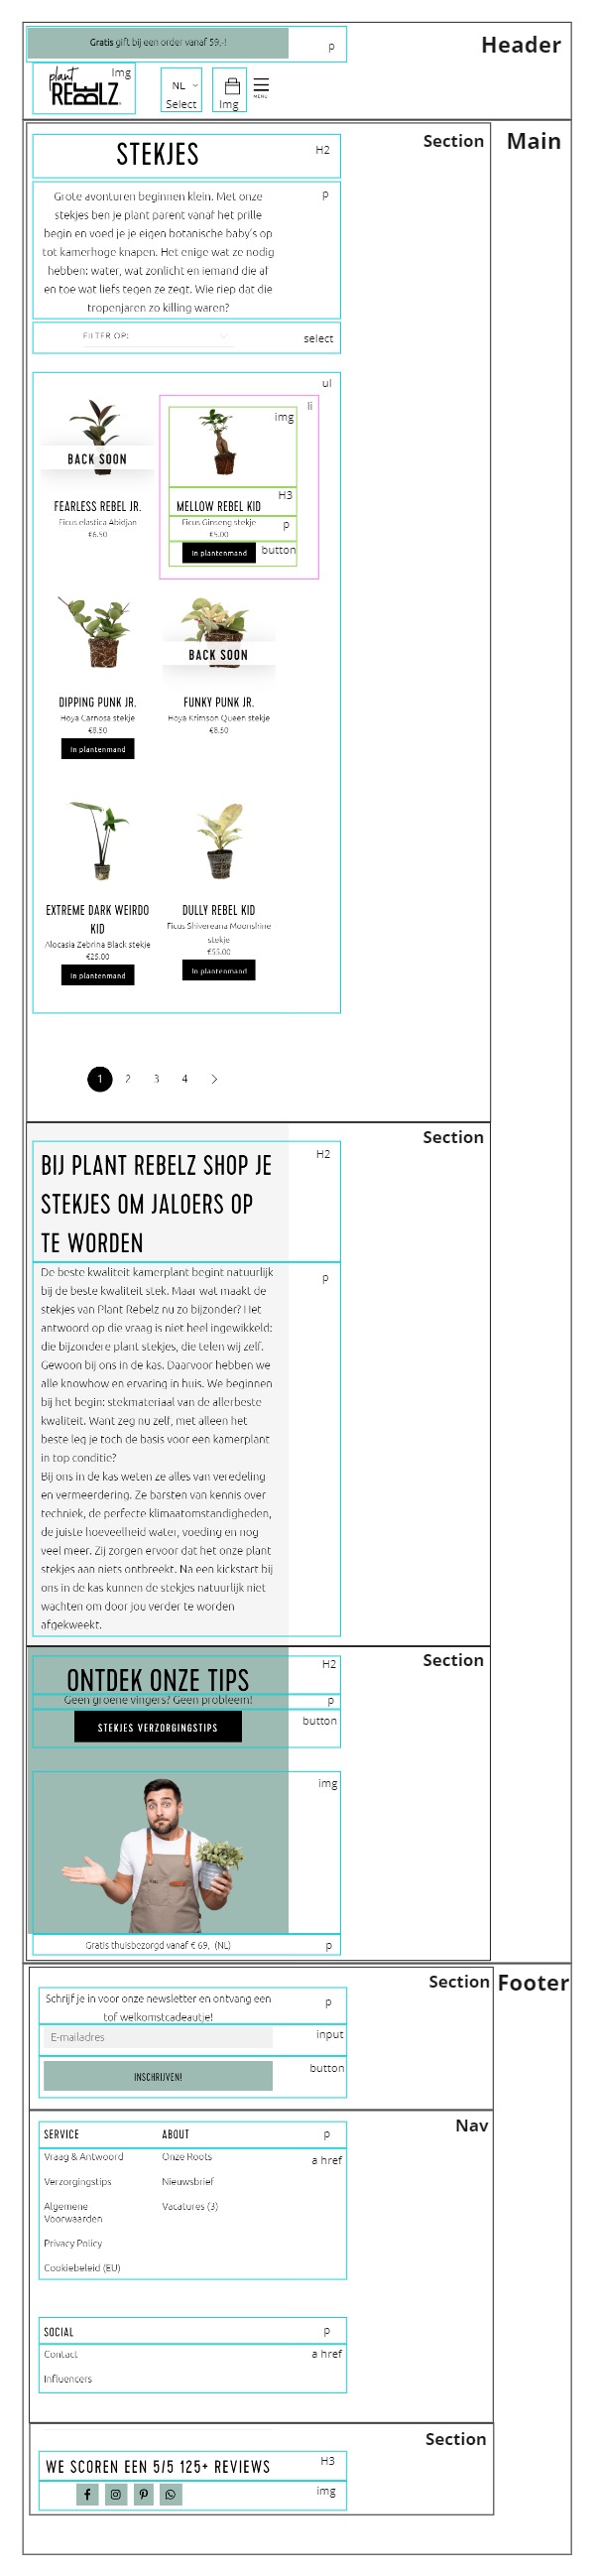 Header
Gratis gift bij een order vanaf 59,-!
p
plant
REBELZ
Img
NL
Select
MENU
Img
Main
Section
STEKJES
H2
Grote avonturen beginnen klein. Met onze
stekjes ben je plant parent vanaf het prille
begin en voed je je eigen botanische baby's op
tot kamerhoge knapen. Het enige wat ze nodig
hebben: water, wat zonlicht en iemand die af
en toe wat liefs tegen ze zegt. Wie riep dat die
tropenjaren zo killing waren?
p
FILTER OP:
select
ul
li
BACK SOON
FEARLESS REBEL JR.
Ficus elastica Abidjan
€6.50
img
MELLOW REBEL KID
H3
Ficus Ginseng stekje
€5.00
p
In plantenmand
button
DIPPING PUNK JR.
Hoya Carnosa stekje
€8.50
In plantenmand
BACK SOON
FUNKY PUNK JR.
Hoya Krimson Queen stekje
€8.50
EXTREME DARK WEIRDO
KID
Alocasia Zebrina Black stekje
€25.00
In plantenmand
DULLY REBEL KID
Ficus Shivereana Moonshine
stekje
€55.00
In plantenmand
1 2 3 4
Section
BIJ PLANT REBELZ SHOP JE
STEKJES OM JALOERS OP
TE WORDEN
H2
De beste kwaliteit kamerplant begint natuurlijk
bij de beste kwaliteit stek. Maar wat maakt de
stekjes van Plant Rebelz nu zo bijzonder? Het
antwoord op die vraag is niet heel ingewikkeld:
die bijzondere plant stekjes, die telen wij zelf.
Gewoon bij ons in de kas. Daarvoor hebben we
alle knowhow en ervaring in huis. We beginnen
bij het begin: stekmateriaal van de allerbeste
kwaliteit. Want zeg nu zelf, met alleen het
beste leg je toch de basis voor een kamerplant
in top conditie?
Bij ons in de kas weten ze alles van veredeling
en vermeerdering. Ze barsten van kennis over
techniek, de perfecte klimaatomstandigheden,
de juiste hoeveelheid water, voeding en nog
veel meer. Zij zorgen ervoor dat het onze plant
stekjes aan niets ontbreekt. Na een kickstart bij
ons in de kas kunnen de stekjes natuurlijk niet
wachten om door jou verder te worden
afgekweekt.
p
Section
ONTDEK ONZE TIPS
H2
Geen groene vingers? Geen probleem!
p
STEKJES VERZORGINGSTIPS
button
img
Gratis thuisbezorgd vanaf € 69, (NL)
p
Footer
Section
Schrijf je in voor onze newsletter en ontvang een
tof welkomstcadeautje!
p
E-mailadres
input
INSCHRIJVEN!
button
Nav
SERVICE
ABOUT
p
Vraag & Antwoord
Verzorgingstips
Algemene
Voorwaarden
Privacy Policy
Cookiebeleid (EU)
Onze Roots
Nieuwsbrief
Vacatures (3)
a href
SOCIAL
p
Contact
Influencers
a href
Section
WE SCOREN EEN 5/5 125+ REVIEWS
H3
img